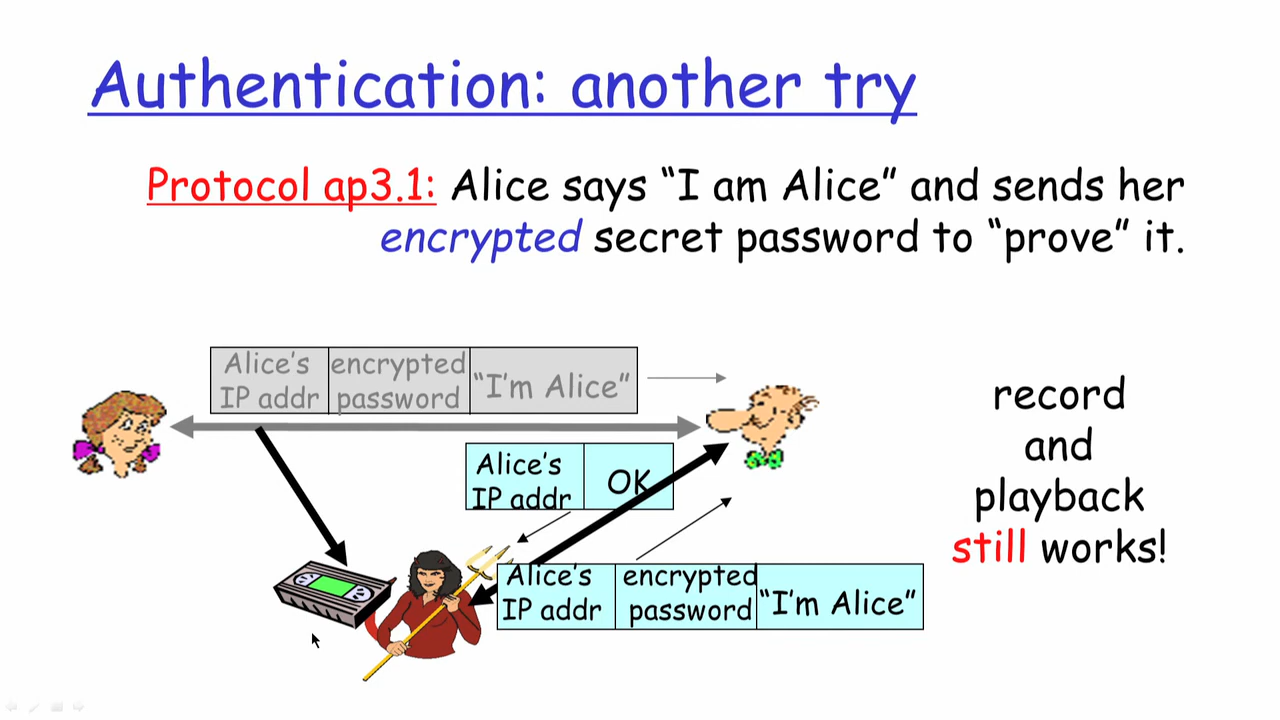 Authentication: another try
Protocol ap3.1: Alice says “I am Alice” and sends her
encrypted secret password to “prove” it.
Alice’s
IP addr
encrypted
password
“I’m Alice”
Alice’s
IP addr
OK
Alice’s
IP addr
encrypted
password
“I’m Alice”
record
and
playback
still works!